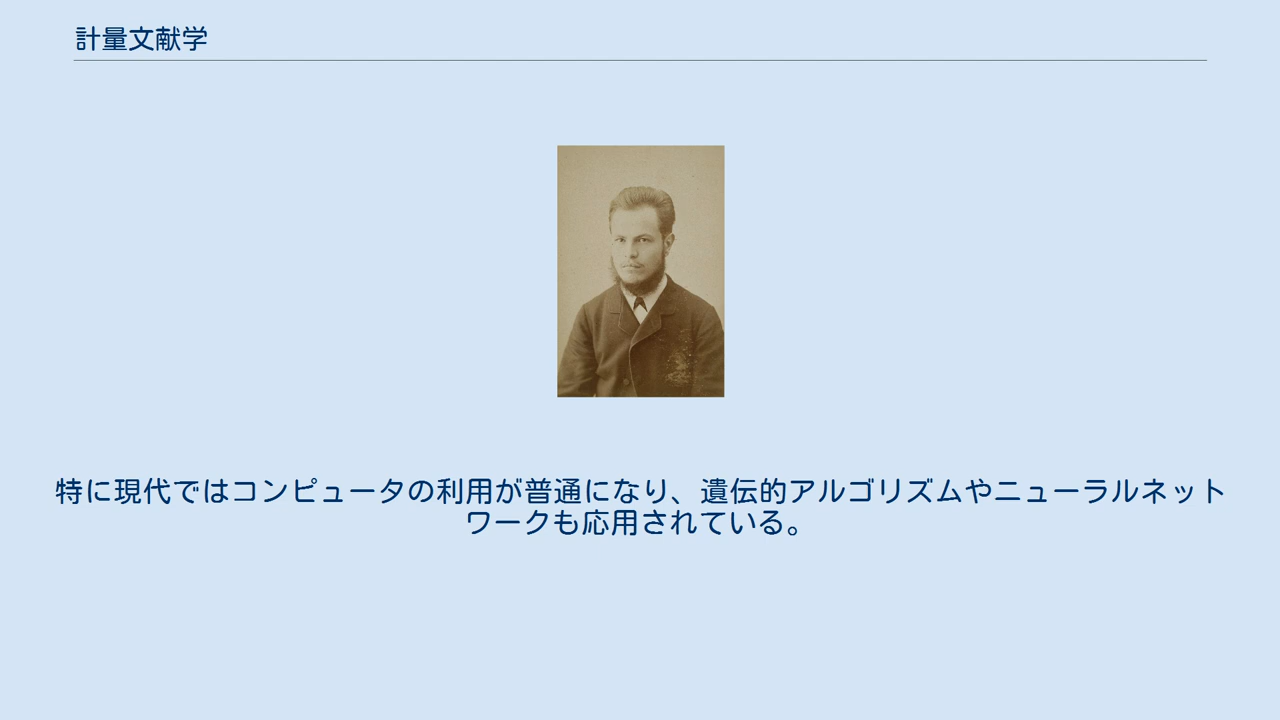 計量文献学
特に現代ではコンピュータの利用が普通になり、遺伝的アルゴリズムやニューラルネット
ワークも応用されている。